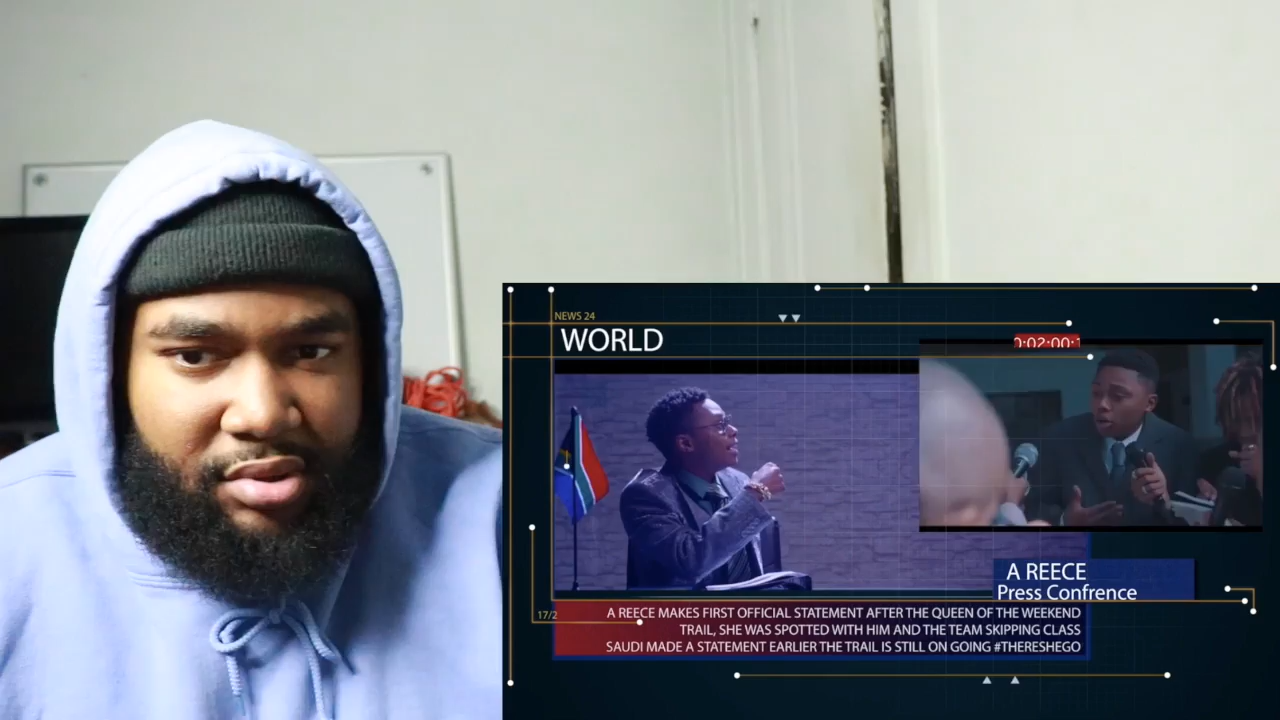 NEWS 24
WORLD
0:02:00:1
A REECE
Press Confrence
17/2
A REECE MAKES FIRST OFFICIAL STATEMENT AFTER THE QUEEN OF THE WEEKEND
TRAIL, SHE WAS SPOTTED WITH HIM AND THE TEAM SKIPPING CLASS
SAUDI MADE A STATEMENT EARLIER THE TRAIL IS STILL ON GOING #THERESHEGO